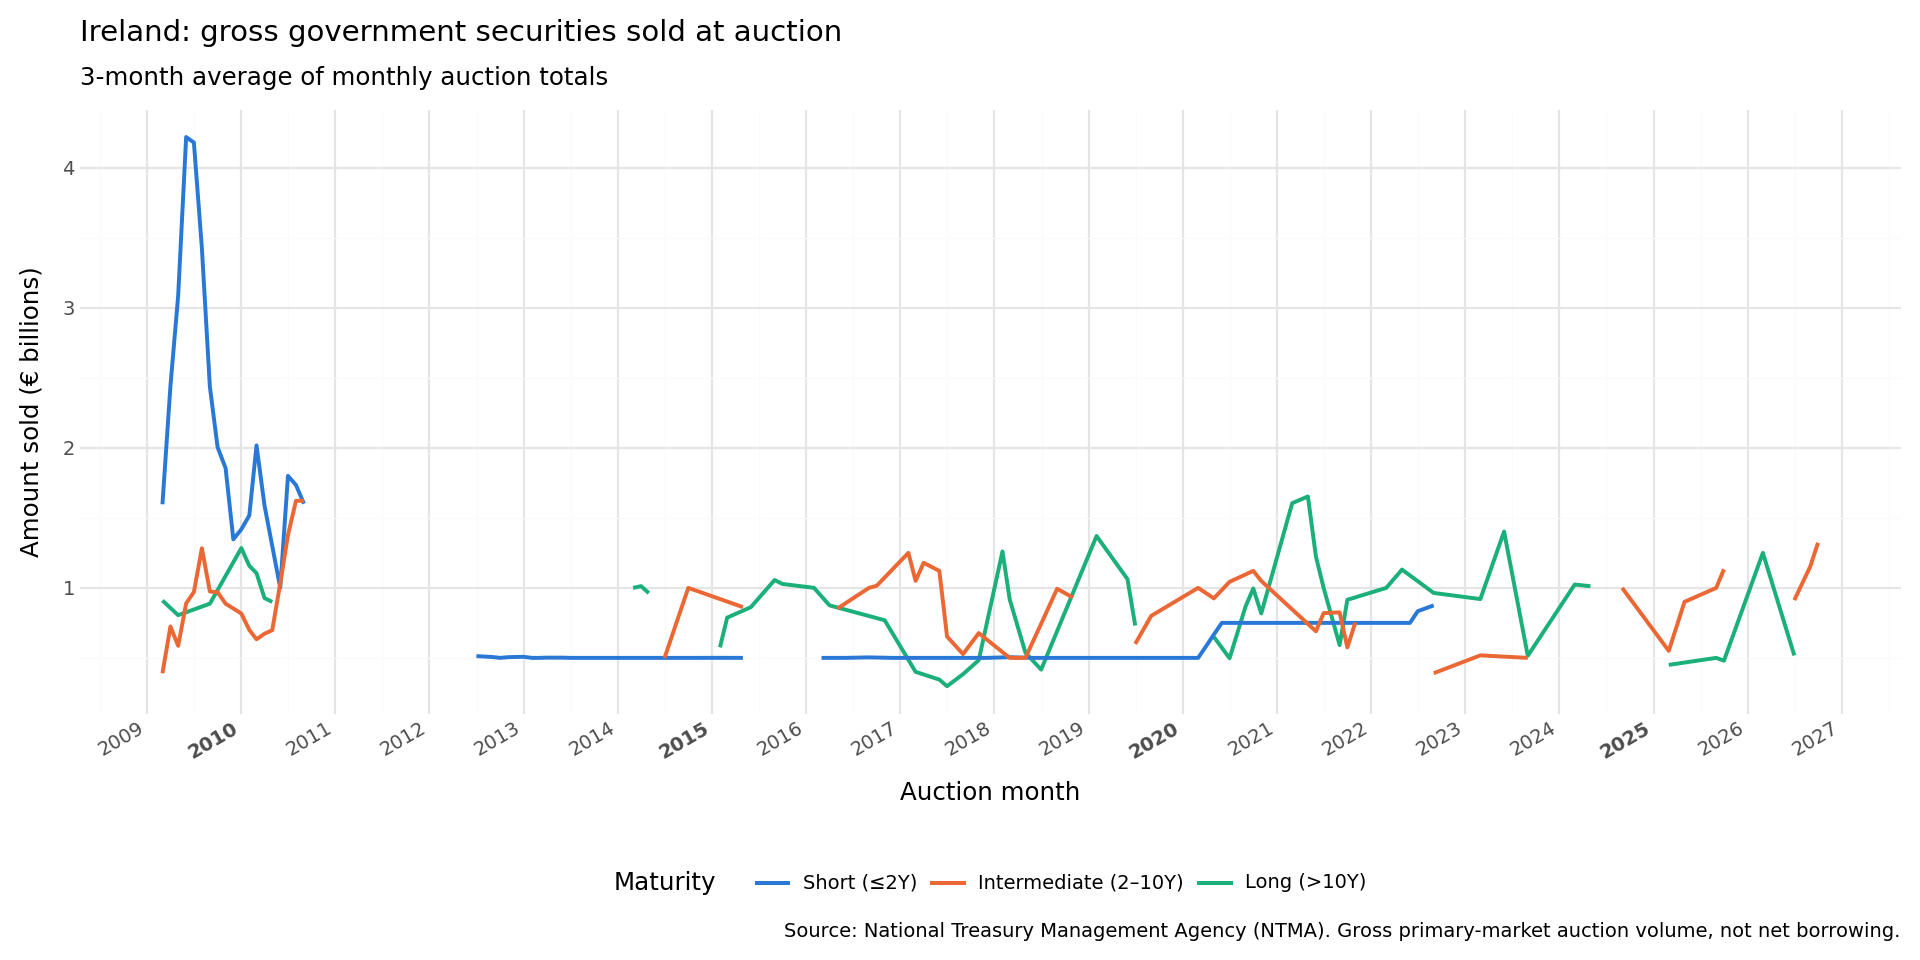 Ireland: gross government securities sold at auction
3-month average of monthly auction totals
Amount sold (€ billions)
4
3
2
1
2009 2010 2011 2012 2013 2014 2015 2016 2017 2018 2019 2020 2021 2022 2023 2024 2025 2026 2027
Auction month
Maturity Short (≤2Y) Intermediate (2–10Y) Long (>10Y)
Source: National Treasury Management Agency (NTMA). Gross primary-market auction volume, not net borrowing.